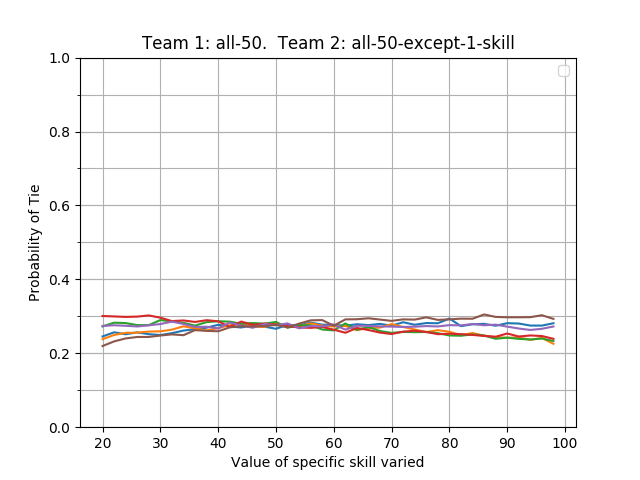 Team 1: all-50.  Team 2: all-50-except-1-skill
1.0
0.8
0.6
0.4
0.2
0.0
Probability of Tie
20 30 40 50 60 70 80 90 100
Value of specific skill varied